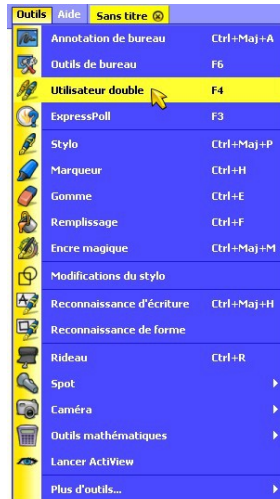 Outils Aide Sans titre
Annotation de bureau Ctrl+Maj+A
Outils de bureau F6
Utilisateur double F4
ExpressPoll F3
Stylo Ctrl+Maj+P
Marqueur Ctrl+H
Gomme Ctrl+E
Remplissage Ctrl+F
Encre magique Ctrl+Maj+M
Modifications du stylo
Reconnaissance d'écriture Ctrl+Maj+H
Reconnaissance de forme
Rideau Ctrl+R
Spot
Caméra
Outils mathématiques
Lancer ActiView
Plus d'outils...